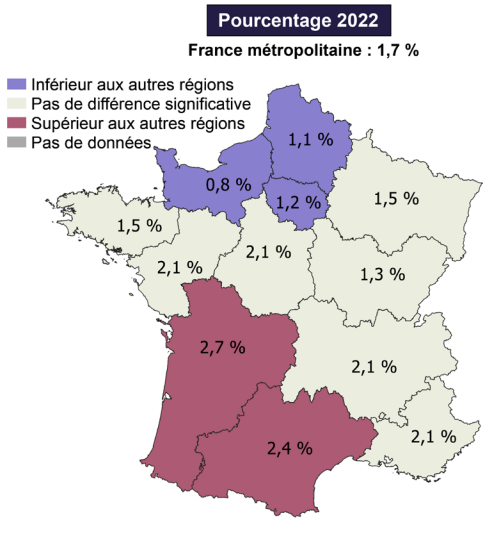 Pourcentage 2022
France métropolitaine : 1,7 %
Inférieur aux autres régions
Pas de différence significative
Supérieur aux autres régions
Pas de données
1,1 %
0,8 %
1,2 %
1,5 %
1,5 %
2,1 %
2,1 %
1,3 %
2,7 %
2,1 %
2,4 %
2,1 %